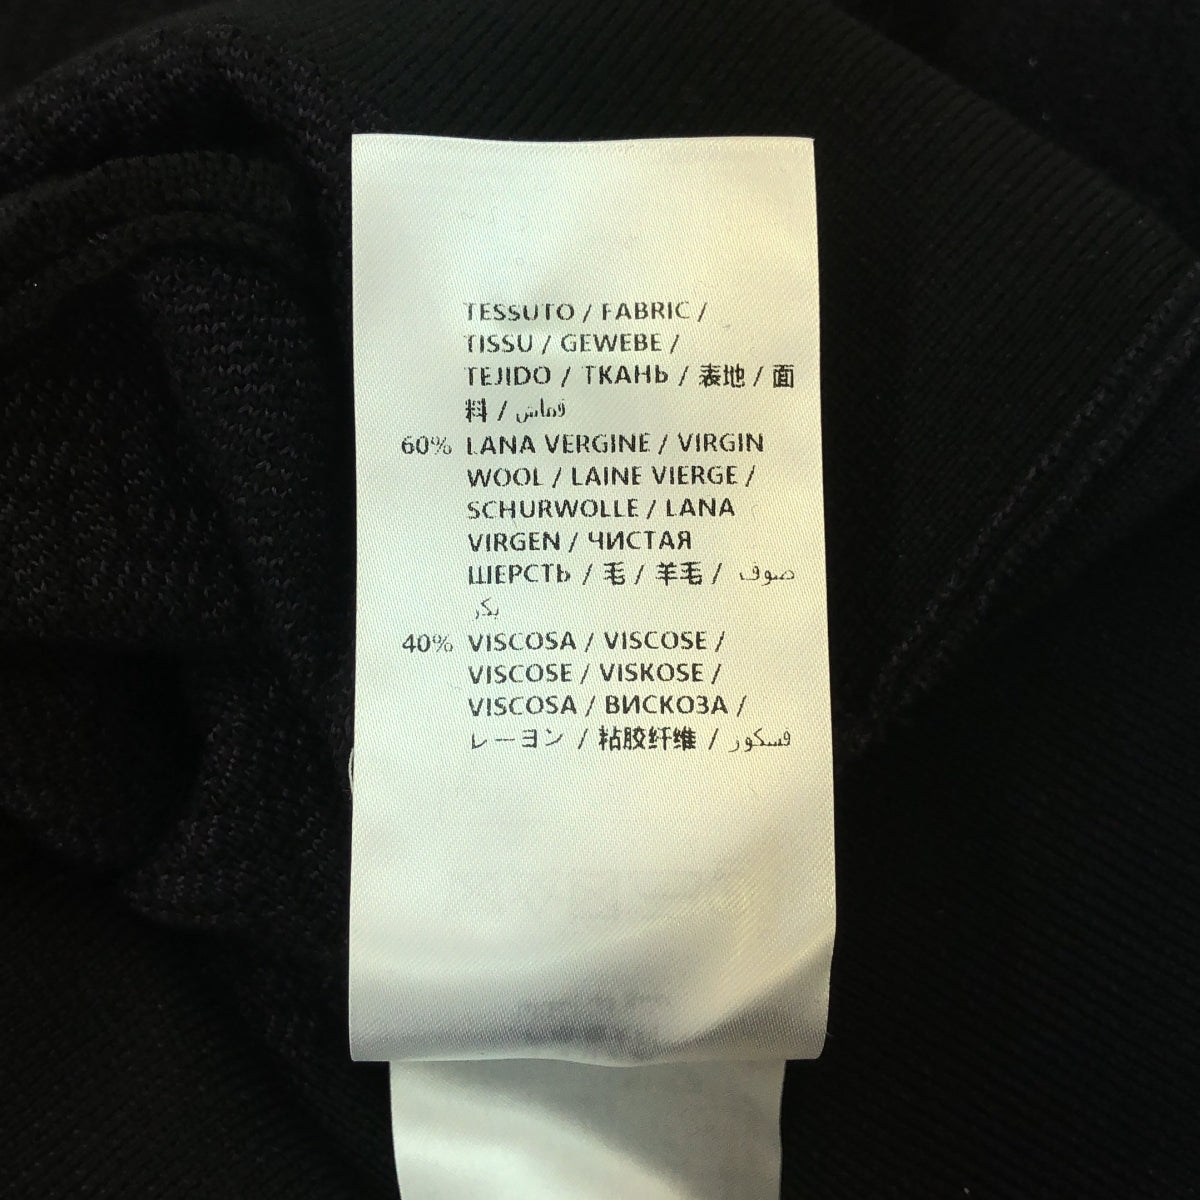 TESSUTO / FABRIC /
TISSU / GEWEBE /
TEJIDO / ТКАНЬ / 表地 / 面
料 / قماش
60% LANA VERGINE / VIRGIN
WOOL / LAINE VIERGE /
SCHURWOLLE / LANA
VIRGEN / ЧИСТАЯ
ШЕРСТЬ / 毛 / 羊毛 / صوف
بكر
40% VISCOSA / VISCOSE /
VISCOSE / VISKOSE /
VISCOSA / ВИСКОЗА /
レーヨン / 粘胶纤维 / فسكور